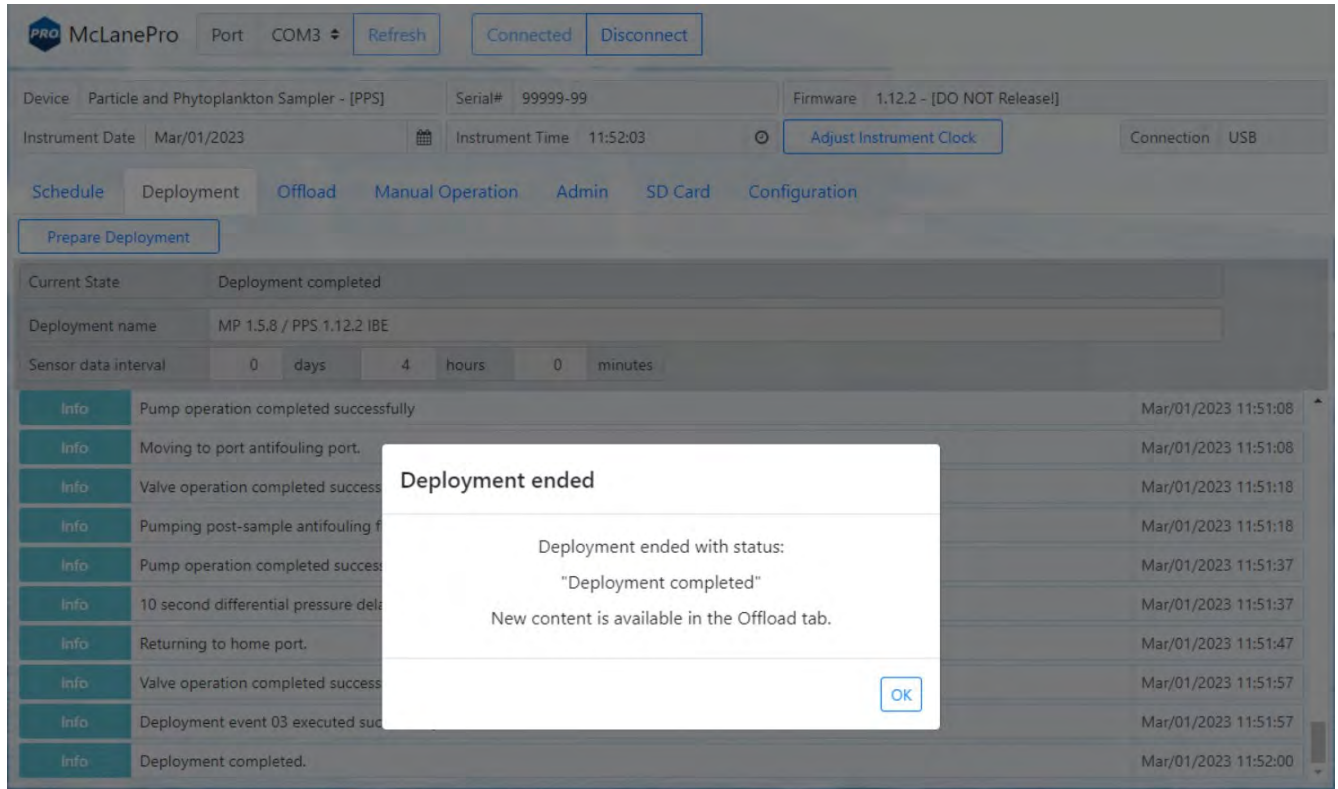 PRO McLanePro Port COM3 Refresh Connected Disconnect
Device Particle and Phytoplankton Sampler - [PPS] Serial# 99999-99 Firmware 1.12.2 - [DO NOT Release!]
Instrument Date Mar/01/2023 Instrument Time 11:52:03 Adjust Instrument Clock Connection USB
Schedule Deployment Offload Manual Operation Admin SD Card Configuration
Prepare Deployment
Current State Deployment completed
Deployment name MP 1.5.8 / PPS 1.12.2 IBE
Sensor data interval 0 days 4 hours 0 minutes
Info Pump operation completed successfully Mar/01/2023 11:51:08
Info Moving to port antifouling port. Mar/01/2023 11:51:08
Info Valve operation completed success Mar/01/2023 11:51:18
Info Pumping post-sample antifouling f Mar/01/2023 11:51:18
Info Pump operation completed success Mar/01/2023 11:51:37
Info 10 second differential pressure dela Mar/01/2023 11:51:37
Info Returning to home port. Mar/01/2023 11:51:47
Info Valve operation completed success Mar/01/2023 11:51:57
Info Deployment event 03 executed suc Mar/01/2023 11:51:57
Info Deployment completed. Mar/01/2023 11:52:00
Deployment ended
Deployment ended with status:
"Deployment completed"
New content is available in the Offload tab.
OK